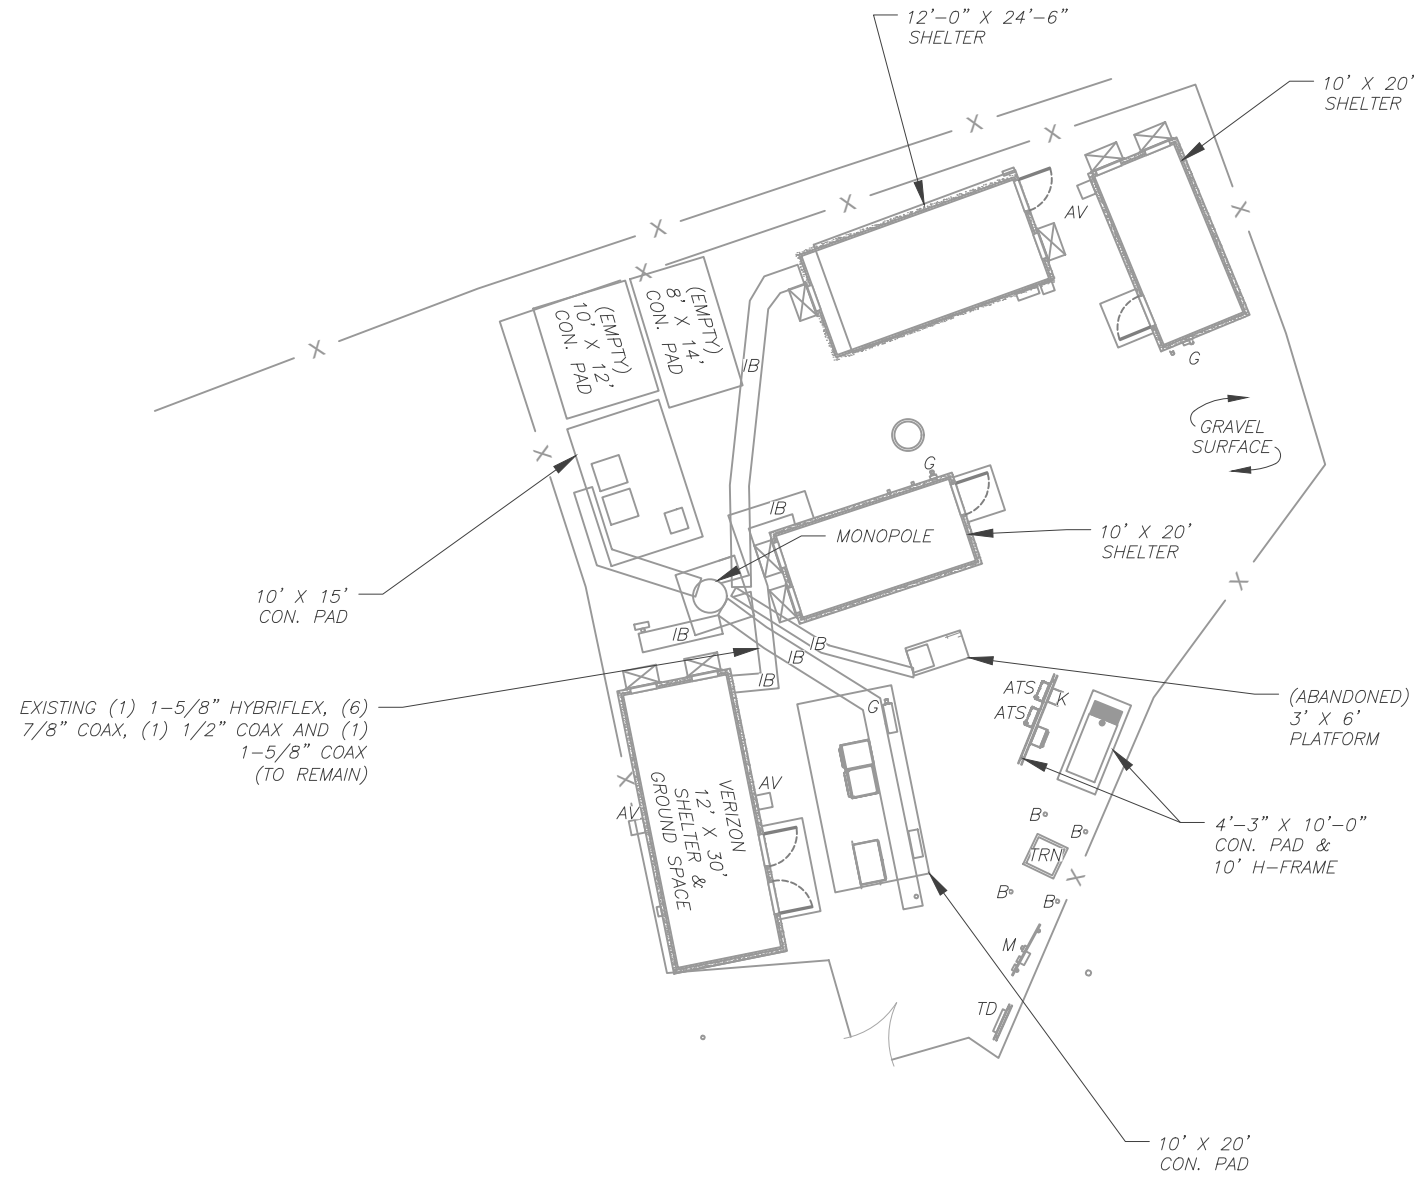 12'-0" X 24'-6"
SHELTER
10' X 20'
SHELTER
AV
G
GRAVEL
SURFACE
(EMPTY)
8' X 14'
CON. PAD
(EMPTY)
10' X 12'
CON. PAD
IB
G
IB
MONOPOLE
10' X 20'
SHELTER
10' X 15'
CON. PAD
IB
IB
IB
IB
EXISTING (1) 1-5/8" HYBRIFLEX, (6)
7/8" COAX, (1) 1/2" COAX AND (1)
1-5/8" COAX
(TO REMAIN)
ATS
K
ATS
G
(ABANDONED)
3' X 6'
PLATFORM
VERIZON
12' X 30'
SHELTER &
GROUND SPACE
AV
AV
4'-3" X 10'-0"
CON. PAD &
10' H-FRAME
B
B
TRN
B
B
M
TD
10' X 20'
CON. PAD